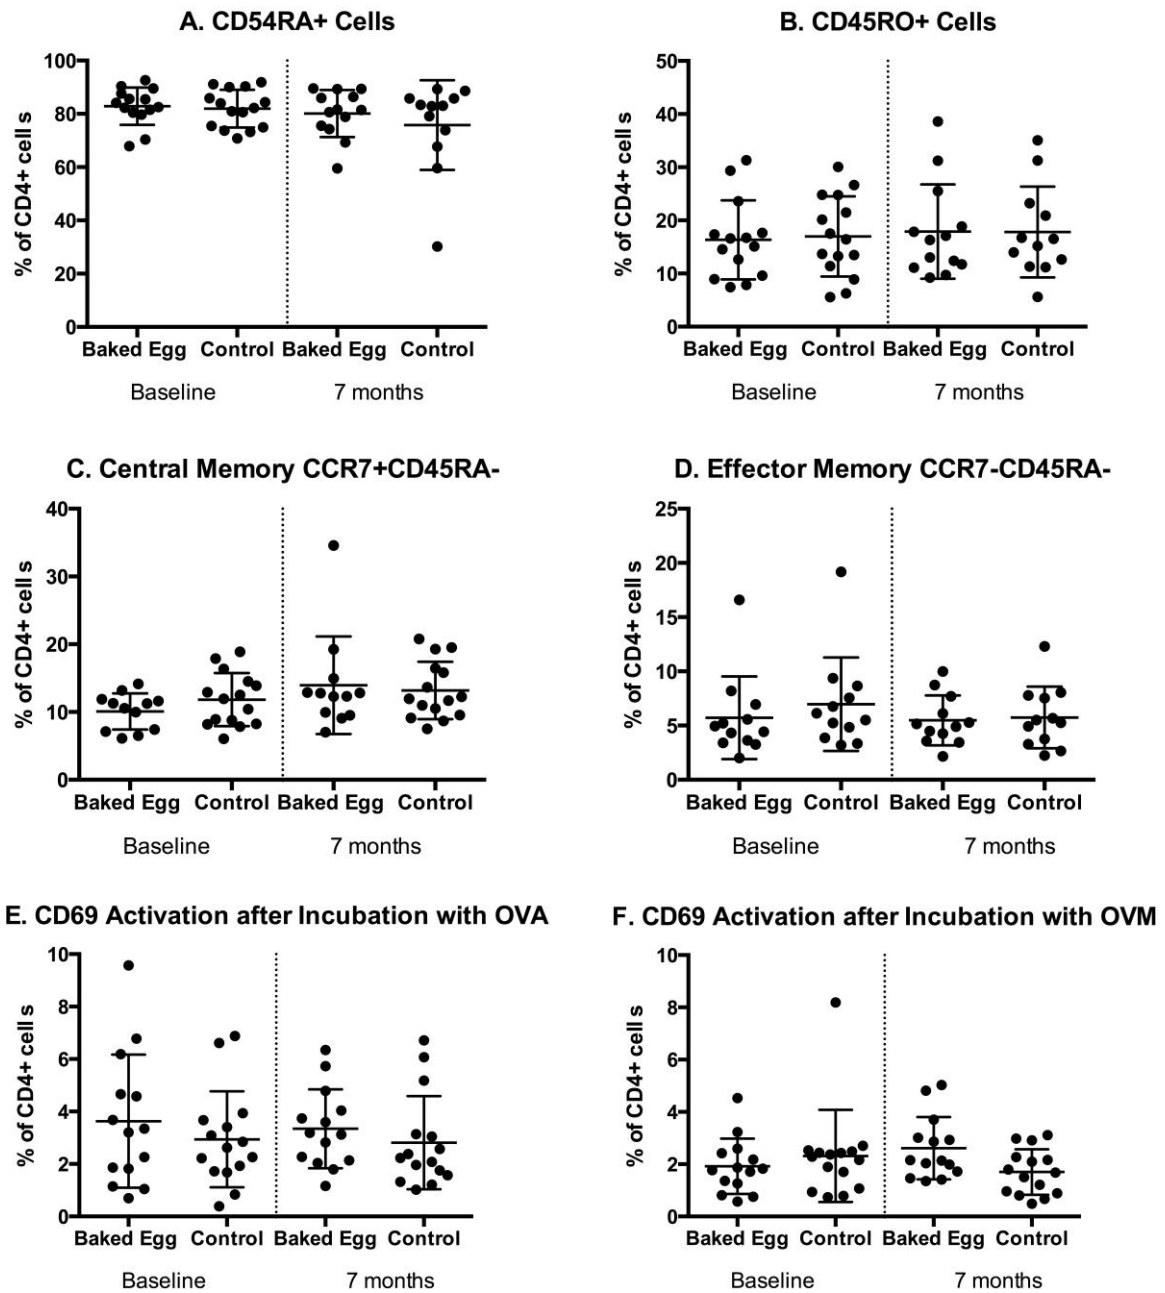 A. CD54RA+ Cells
% of CD4+ cell s
100
80
60
40
20
0
Baked Egg Control Baked Egg Control
Baseline 7 months
B. CD45RO+ Cells
% of CD4+ cell s
50
40
30
20
10
0
Baked Egg Control Baked Egg Control
Baseline 7 months
C. Central Memory CCR7+CD45RA-
% of CD4+ cell s
40
30
20
10
0
Baked Egg Control Baked Egg Control
Baseline 7 months
D. Effector Memory CCR7-CD45RA-
% of CD4+ cell s
25
20
15
10
5
0
Baked Egg Control Baked Egg Control
Baseline 7 months
E. CD69 Activation after Incubation with OVA
% of CD4+ cell s
10
8
6
4
2
0
Baked Egg Control Baked Egg Control
Baseline 7 months
F. CD69 Activation after Incubation with OVM
% of CD4+ cell s
10
8
6
4
2
0
Baked Egg Control Baked Egg Control
Baseline 7 months